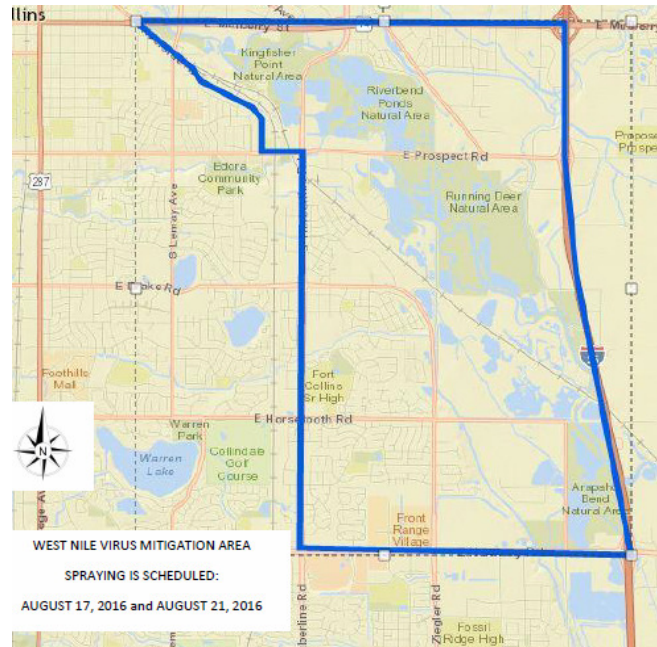 llins
Ave
E Mulberry St
Kingfisher
Point
Natural Area
Riverbend
Ponds
Natural Area
E Prospect Rd
Edora
Community
Park
287
S Lemay Ave
Running Deer
Natural Area
E Drake Rd
Foothills
Mall
Fort
Collins
Sr High
E Horsetooth Rd
Warren
Park
Warren
Lake
Collindale
Golf
Course
N
Arapaho
Bend
Natural Area
Front
Range
Village
WEST NILE VIRUS MITIGATION AREA
SPRAYING IS SCHEDULED:
AUGUST 17, 2016 and AUGUST 21, 2016
berline Rd
Ziegler Rd
Fossil
Ridge High